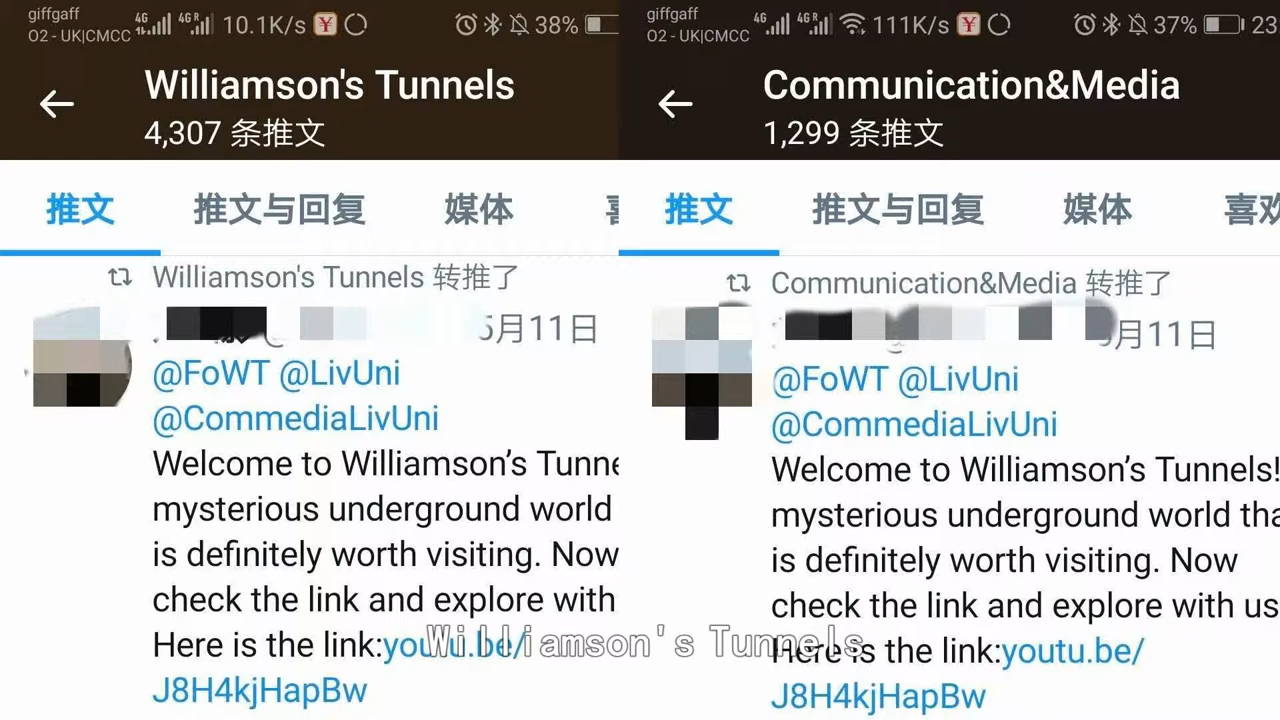 giffgaff
O2 - UK|CMCC
4G 4G R 10.1K/s ¥ 38%
Williamson's Tunnels
4,307 条推文
推文 推文与回复 媒体
Williamson's Tunnels 转推了
5月11日
@FoWT @LivUni
@CommediaLivUni
Welcome to Williamson's Tunne
mysterious underground world
is definitely worth visiting. Now
check the link and explore with
Here is the link:youtu.be/
J8H4kjHapBw
giffgaff
O2 - UK|CMCC
4G 4G R 111K/s ¥ 37% 23
Communication&Media
1,299 条推文
推文 推文与回复 媒体 喜欢
Communication&Media 转推了
月11日
@FoWT @LivUni
@CommediaLivUni
Welcome to Williamson's Tunnels!
mysterious underground world tha
is definitely worth visiting. Now
check the link and explore with us
Here is the link:youtu.be/
J8H4kjHapBw
Williamson's Tunnels